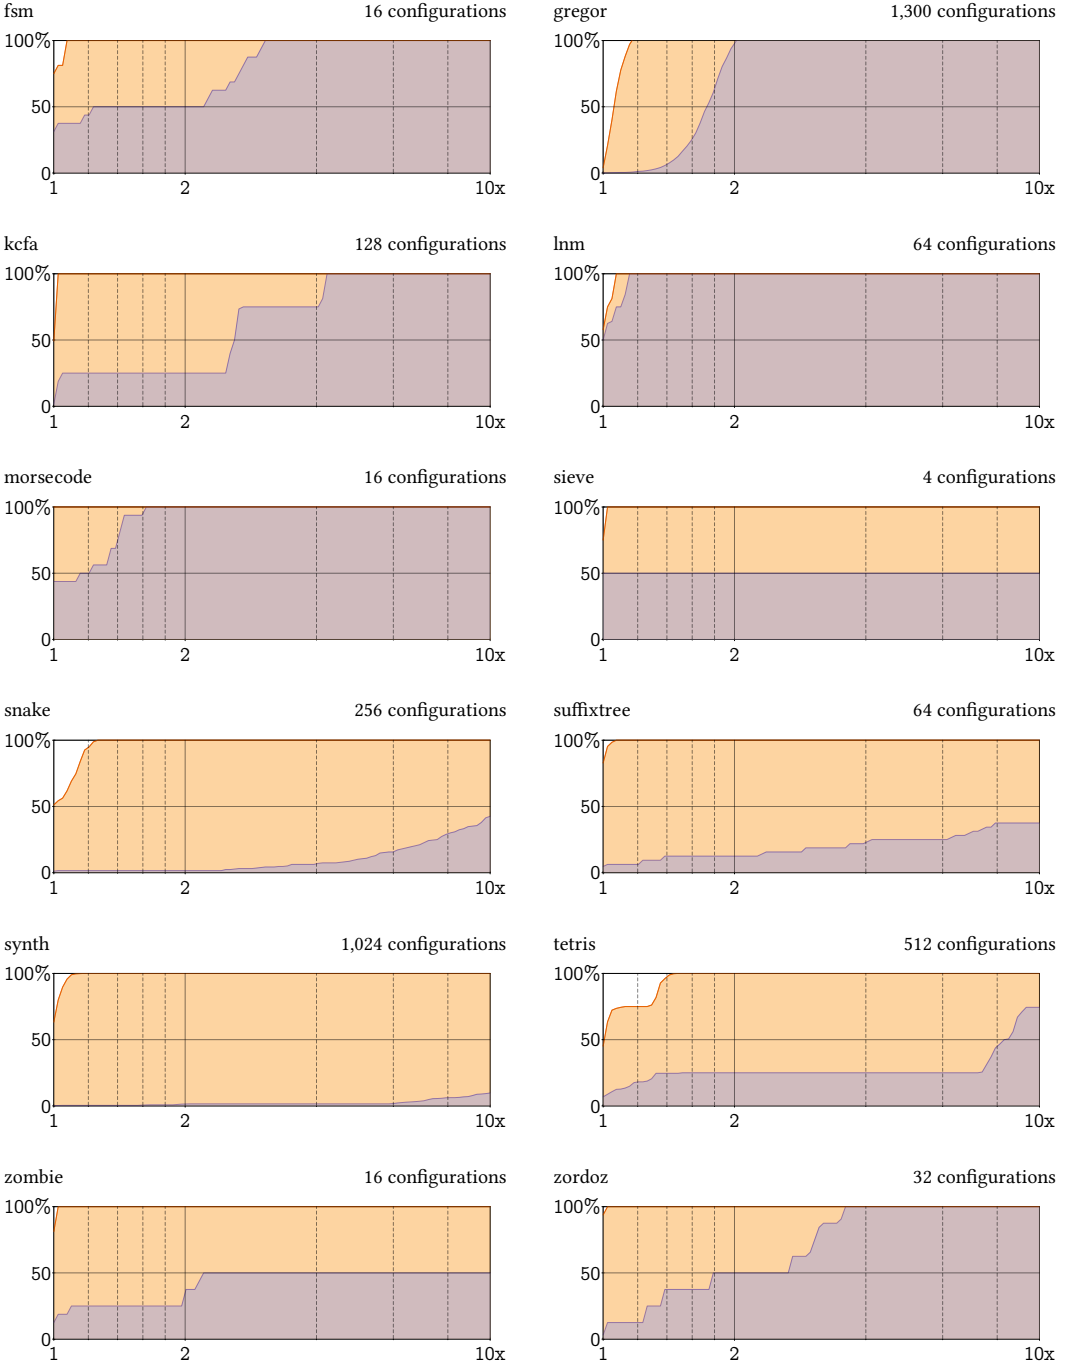 fsm 16 configurations gregor 1,300 configurations
100% 100%
50 50
0 0
1 2 10x 1 2 10x
kcfa 128 configurations lnm 64 configurations
100% 100%
50 50
0 0
1 2 10x 1 2 10x
morsecode 16 configurations sieve 4 configurations
100% 100%
50 50
0 0
1 2 10x 1 2 10x
snake 256 configurations suffixtree 64 configurations
100% 100%
50 50
0 0
1 2 10x 1 2 10x
synth 1,024 configurations tetris 512 configurations
100% 100%
50 50
0 0
1 2 10x 1 2 10x
zombie 16 configurations zordoz 32 configurations
100% 100%
50 50
0 0
1 2 10x 1 2 10x